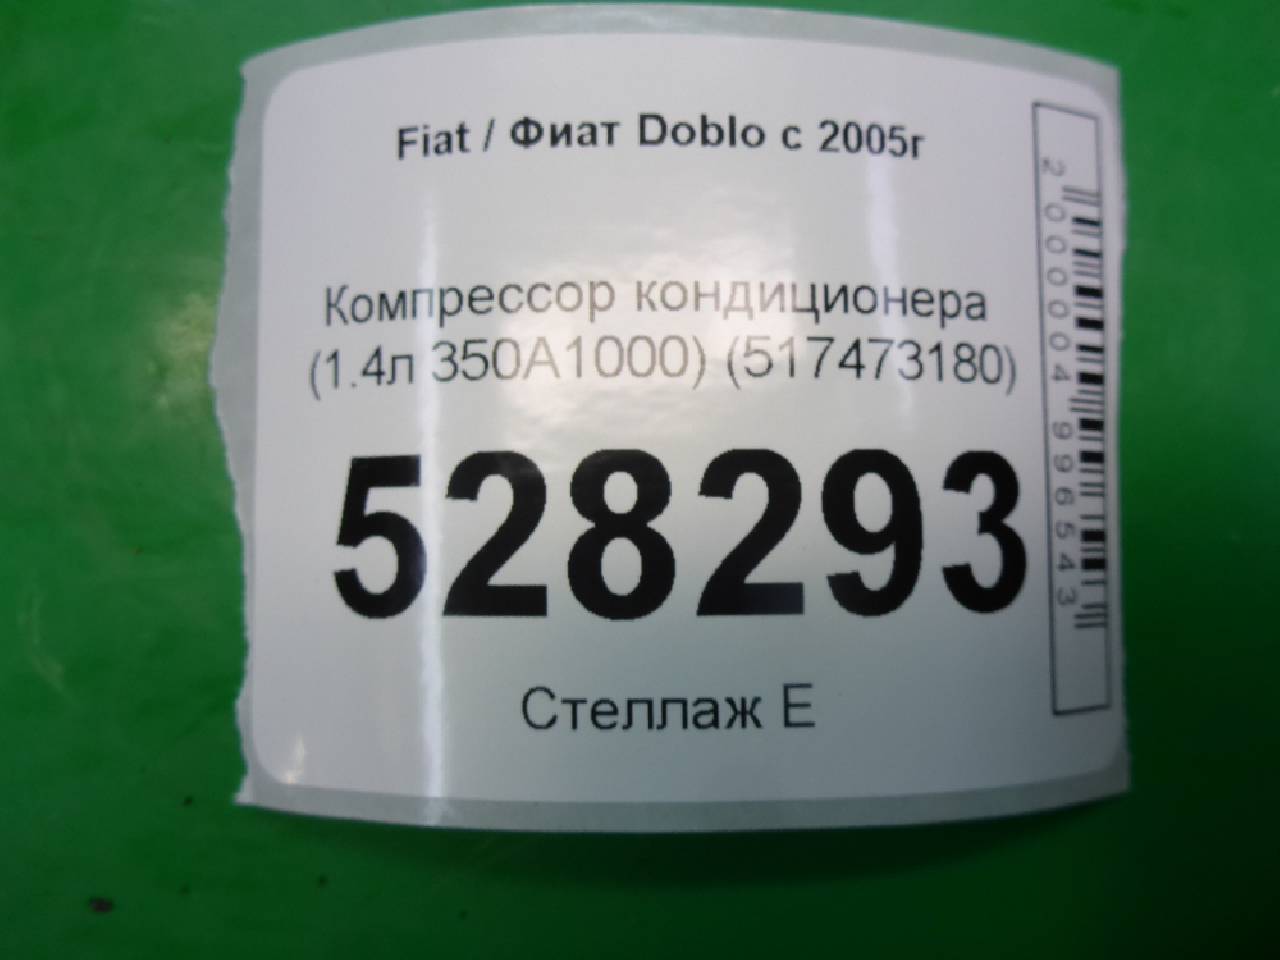 Fiat / Фиат Doblo с 2005г
Компрессор кондиционера
(1.4л 350A1000) (517473180)
528293
Стеллаж Е
2000004996543